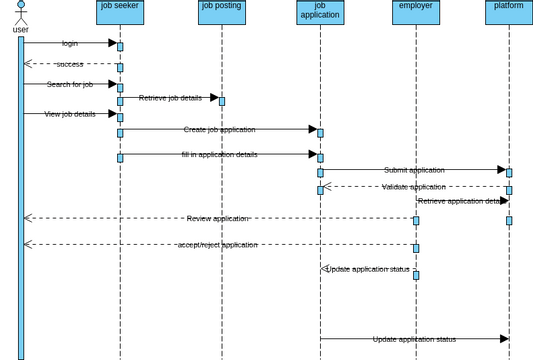 job seeker
job posting
job
application
employer
platform
user
login
success
Search for job
Retrieve job details
View job details
Create job application
fill in application details
Submit application
Validate application
Retrieve application details
Review application
accept/reject application
Update application status
Update application status